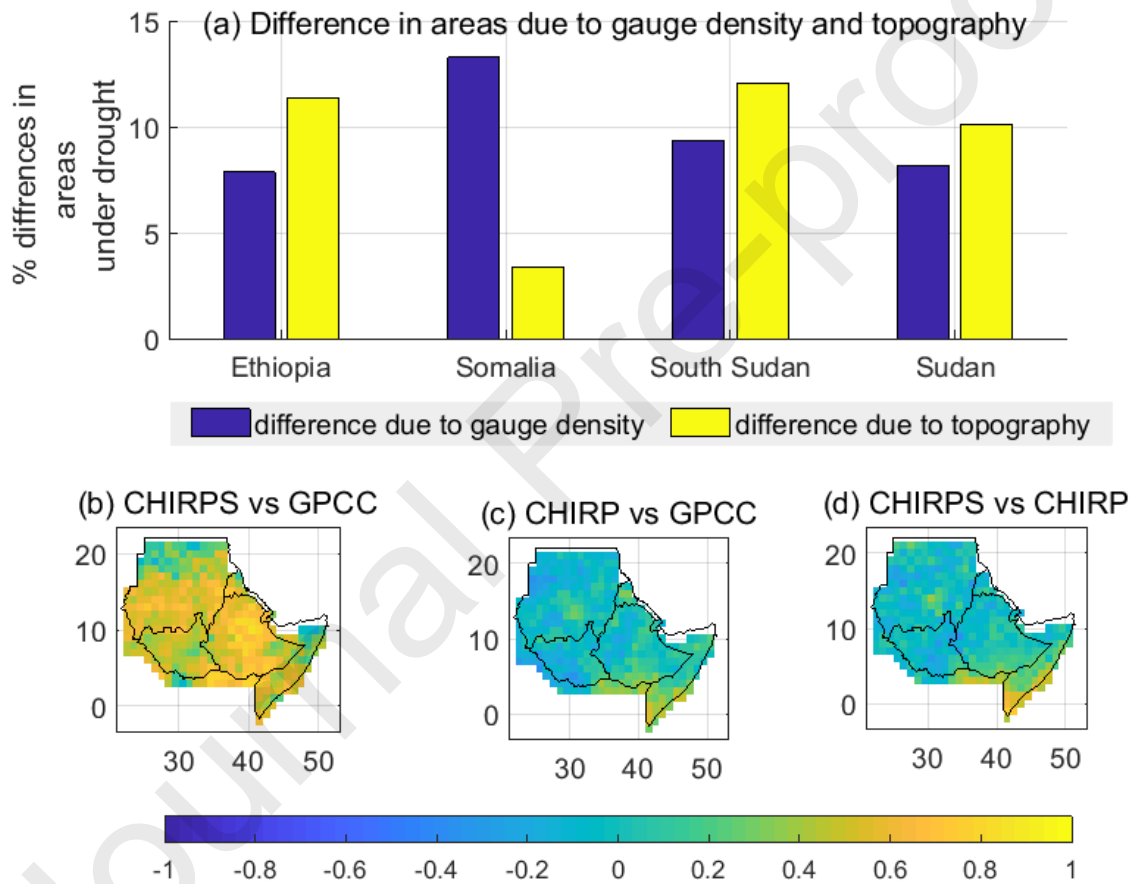 (a) Difference in areas due to gauge density and topography
% diffrences in
areas
under drought
15
10
5
0
Ethiopia Somalia South Sudan Sudan
difference due to gauge density difference due to topography
(b) CHIRPS vs GPCC
(c) CHIRP vs GPCC
(d) CHIRPS vs CHIRP
20
10
0
30 40 50
20
10
0
30 40 50
20
10
0
30 40 50
-1 -0.8 -0.6 -0.4 -0.2 0 0.2 0.4 0.6 0.8 1
Journal Pre-proo